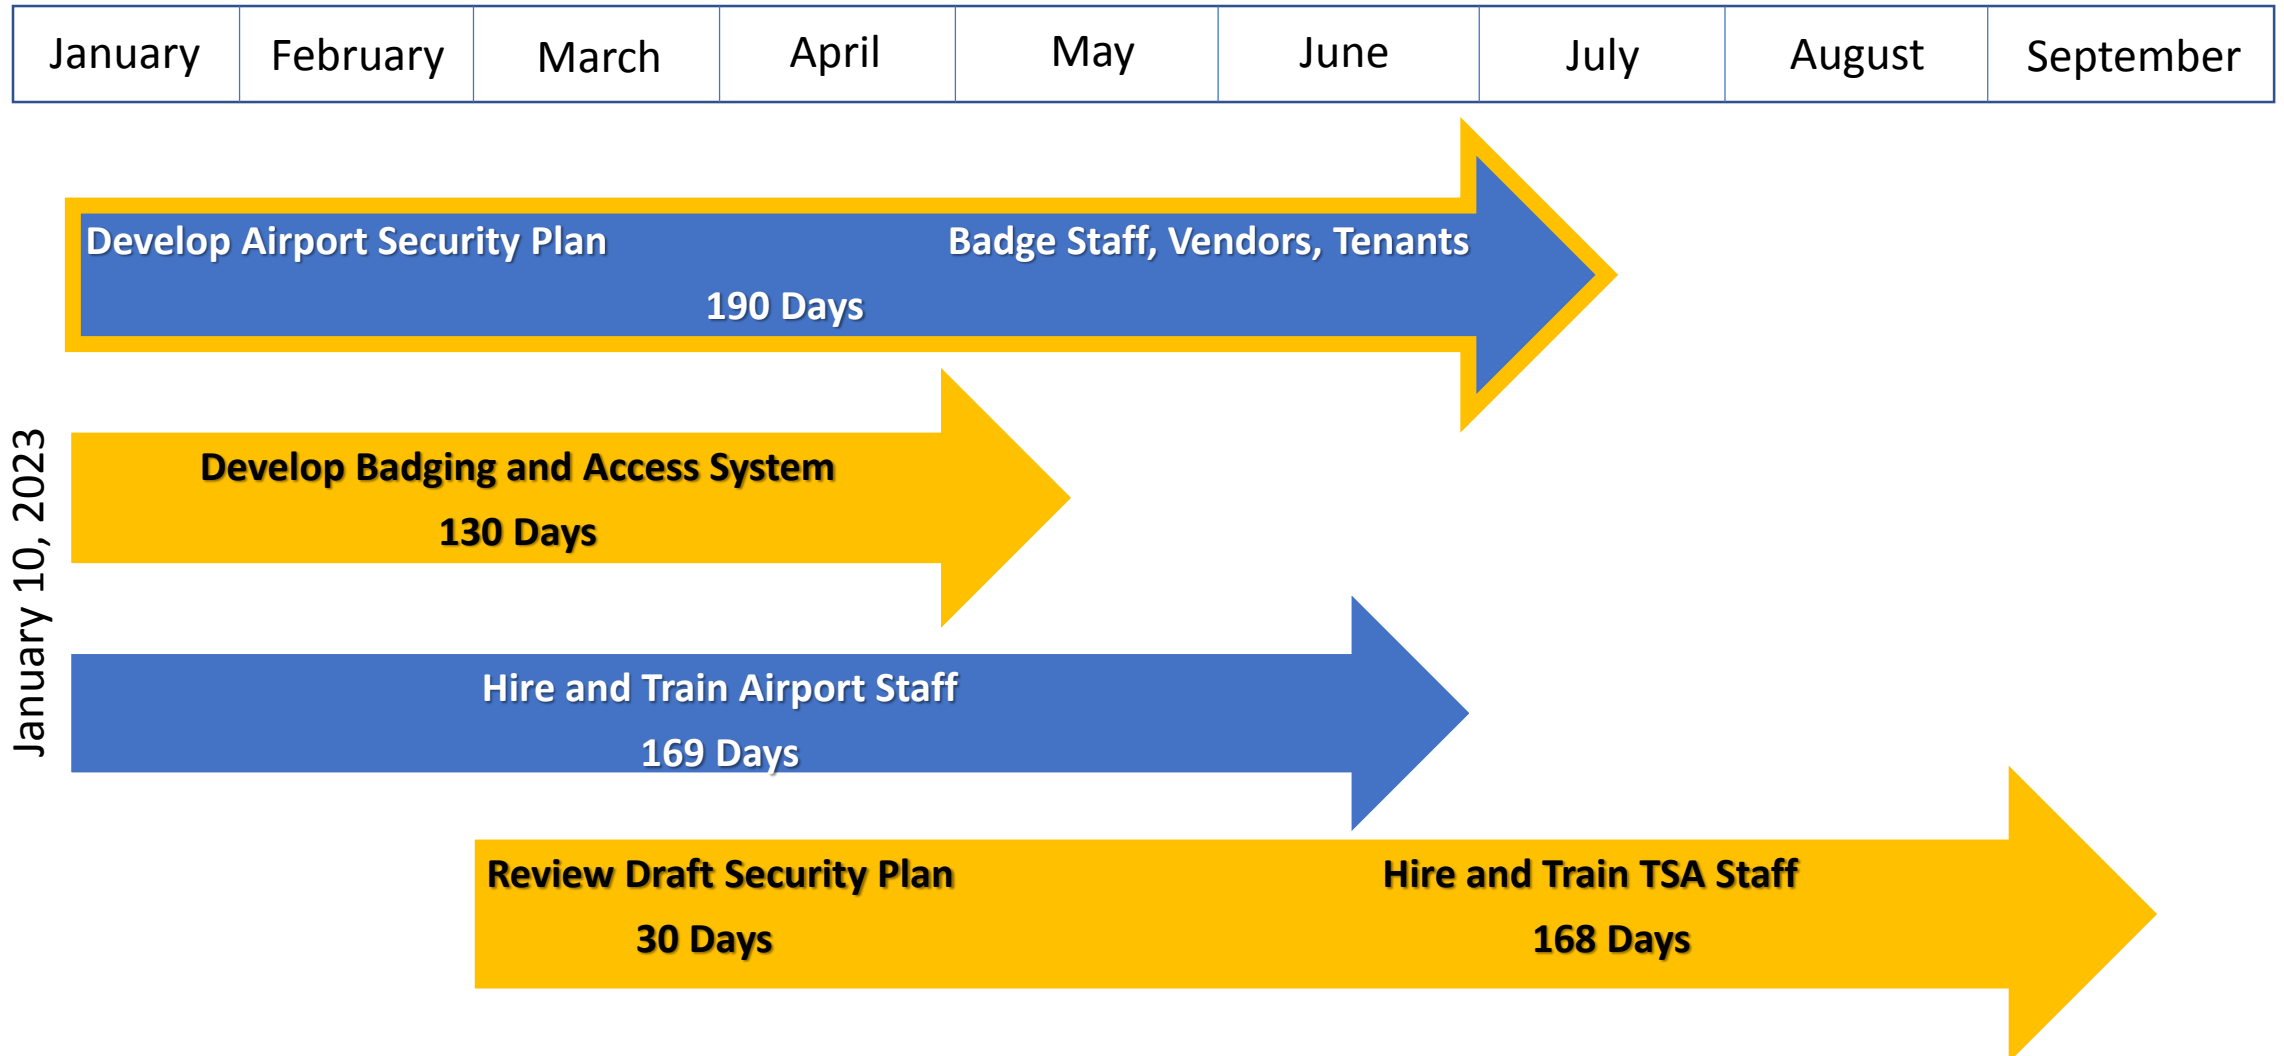 January February March April May June July August September
Develop Airport Security Plan Badge Staff, Vendors, Tenants
190 Days
January 10, 2023
Develop Badging and Access System
130 Days
Hire and Train Airport Staff
169 Days
Review Draft Security Plan Hire and Train TSA Staff
30 Days 168 Days